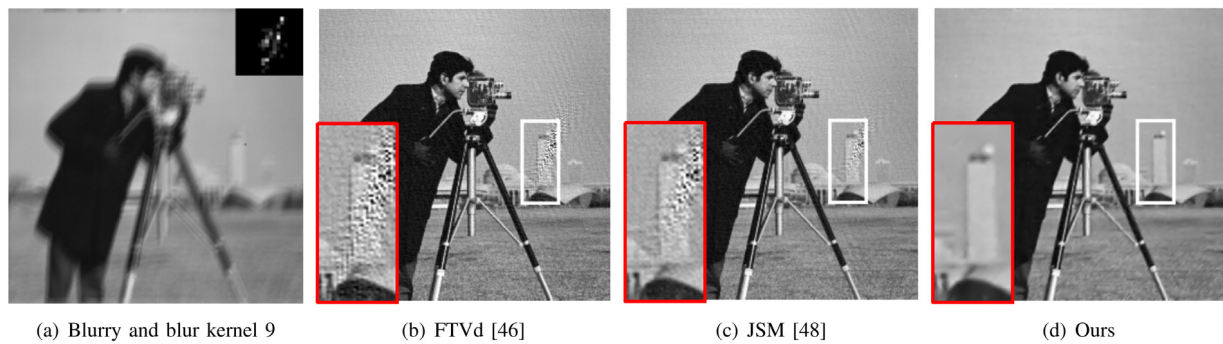 (a) Blurry and blur kernel 9
(b) FTVd [46]
(c) JSM [48]
(d) Ours